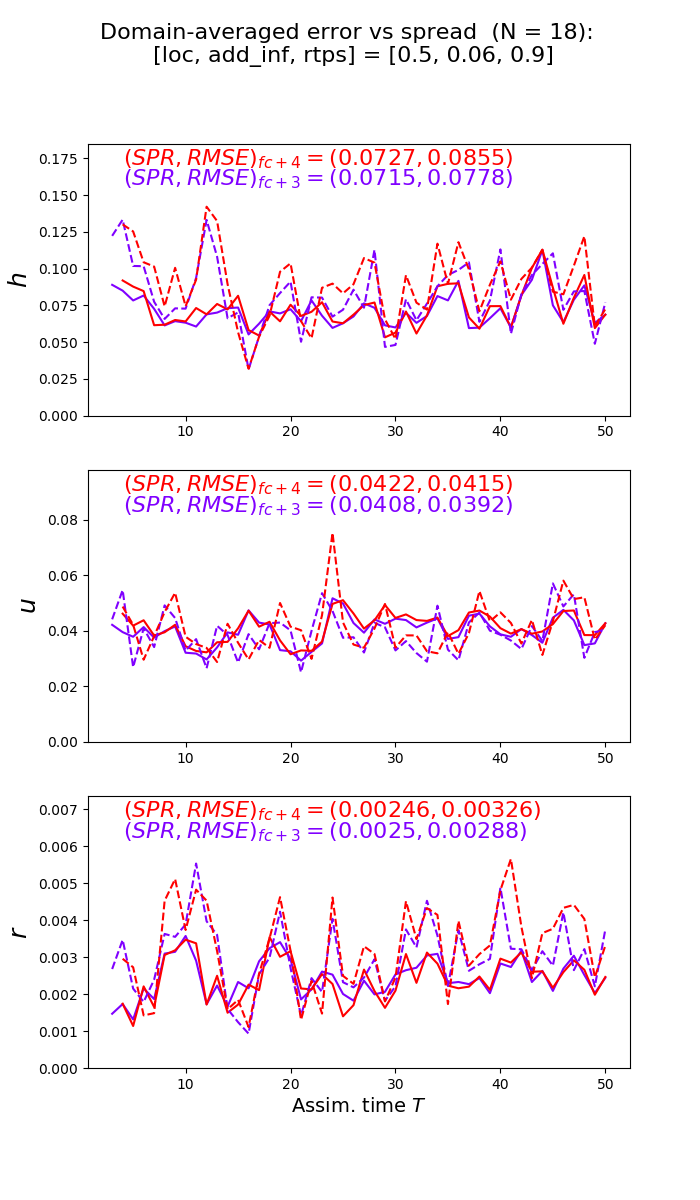 Domain-averaged error vs spread (N = 18):
[loc, add_inf, rtps] = [0.5, 0.06, 0.9]
(SPR, RMSE)fc+4 = (0.0727, 0.0855)
(SPR, RMSE)fc+3 = (0.0715, 0.0778)
0.175
0.150
0.125
0.100
0.075
0.050
0.025
0.000
h
10 20 30 40 50
(SPR, RMSE)fc+4 = (0.0422, 0.0415)
(SPR, RMSE)fc+3 = (0.0408, 0.0392)
0.08
0.06
0.04
0.02
0.00
u
10 20 30 40 50
(SPR, RMSE)fc+4 = (0.00246, 0.00326)
(SPR, RMSE)fc+3 = (0.0025, 0.00288)
0.007
0.006
0.005
0.004
0.003
0.002
0.001
0.000
r
10 20 30 40 50
Assim. time T